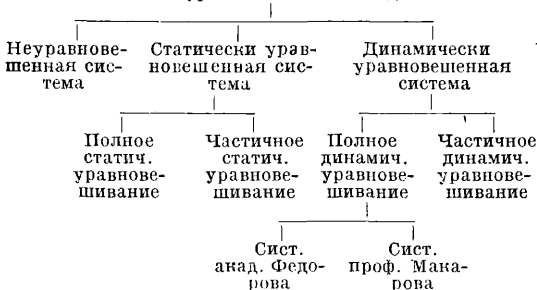 Неуравнове-
шенная сис-
тема
Статически урав-
новешенная сис-
тема
Динамически
уравновешенная
система
Полное
статич.
уравнове-
шивание
Частичное
статич.
уравнове-
шивание
Полное
динамич.
уравнове-
шивание
Частичное
динамич.
уравнове-
шивание
Сист.
акад. Федо-
рова
Сист.
проф. Мака-
рова